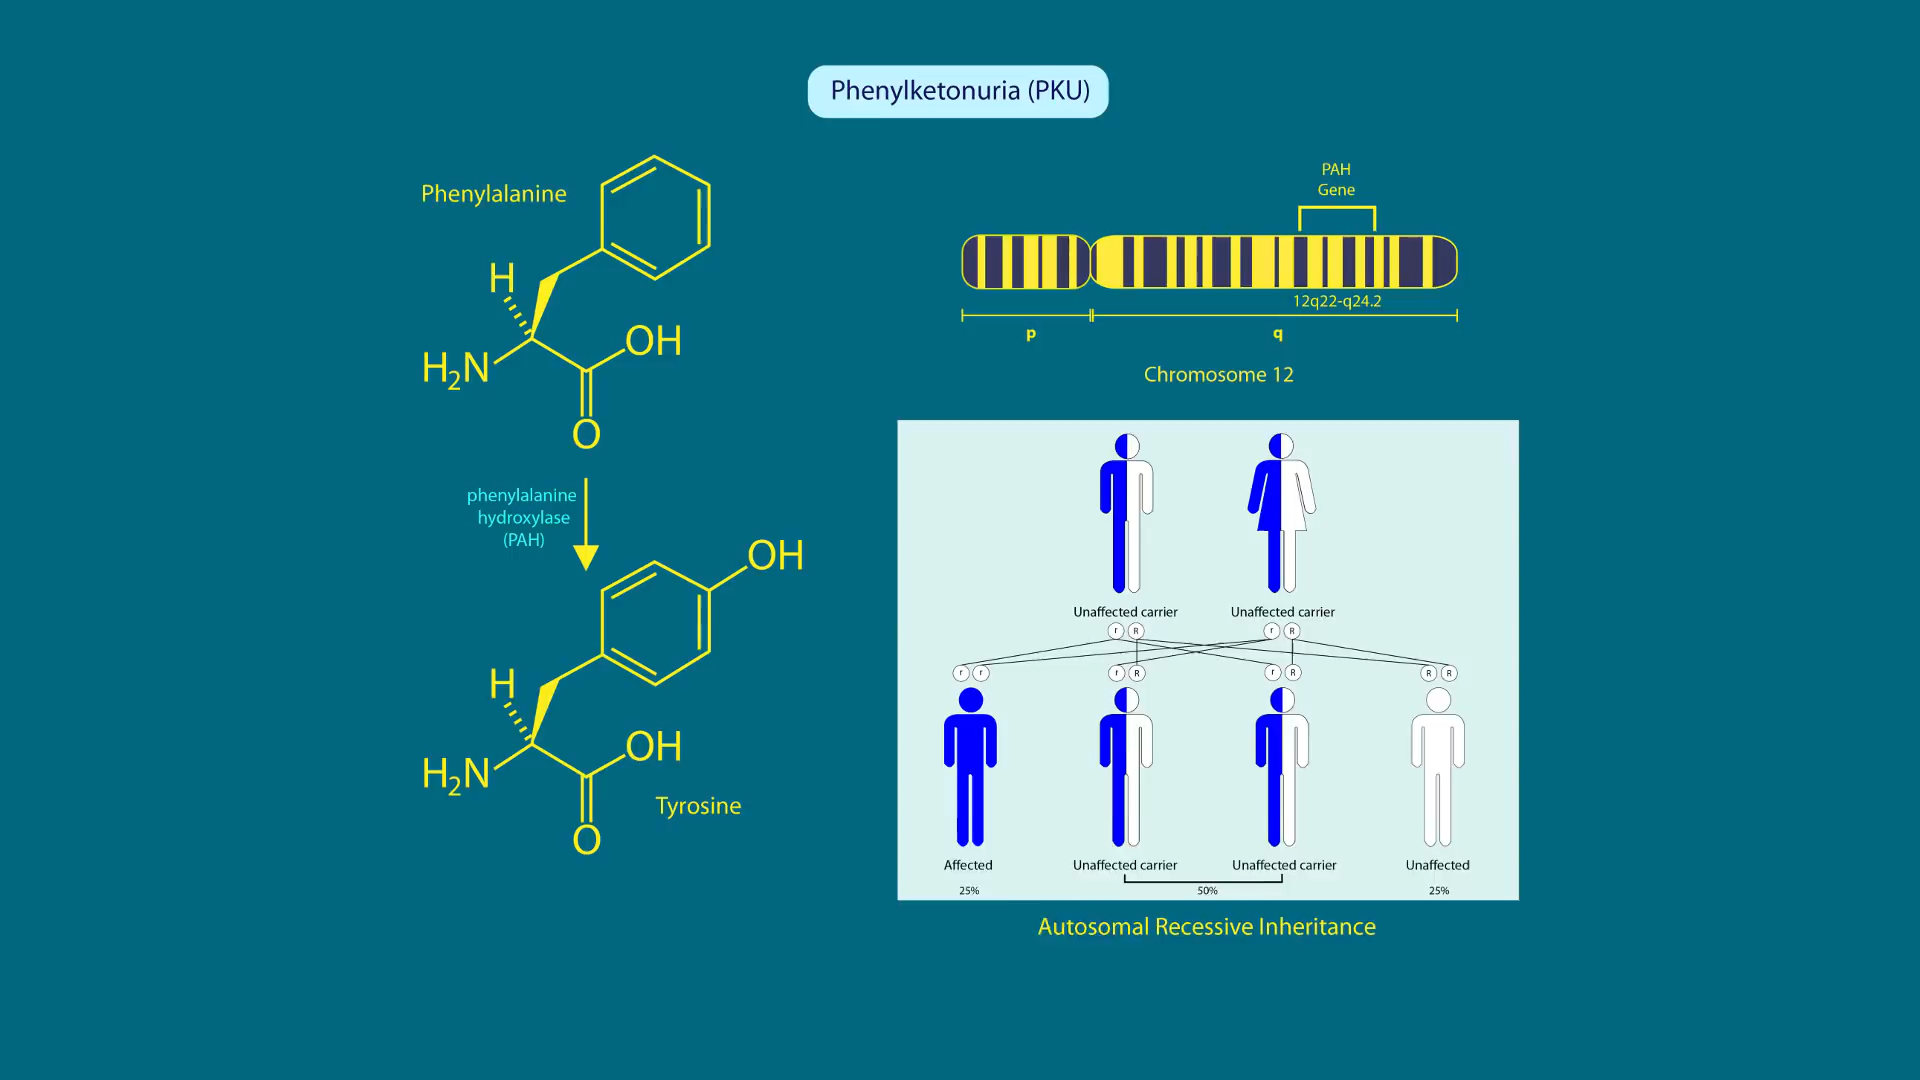 Phenylketonuria (PKU)
Phenylalanine
H
H₂N
OH
O
phenylalanine
hydroxylase
(PAH)
OH
H
H₂N
OH
O
Tyrosine
PAH
Gene
12q22-q24.2
p q
Chromosome 12
Unaffected carrier Unaffected carrier
r R r R
r r r R r R R R
Affected Unaffected carrier Unaffected carrier Unaffected
25% 50% 25%
Autosomal Recessive Inheritance